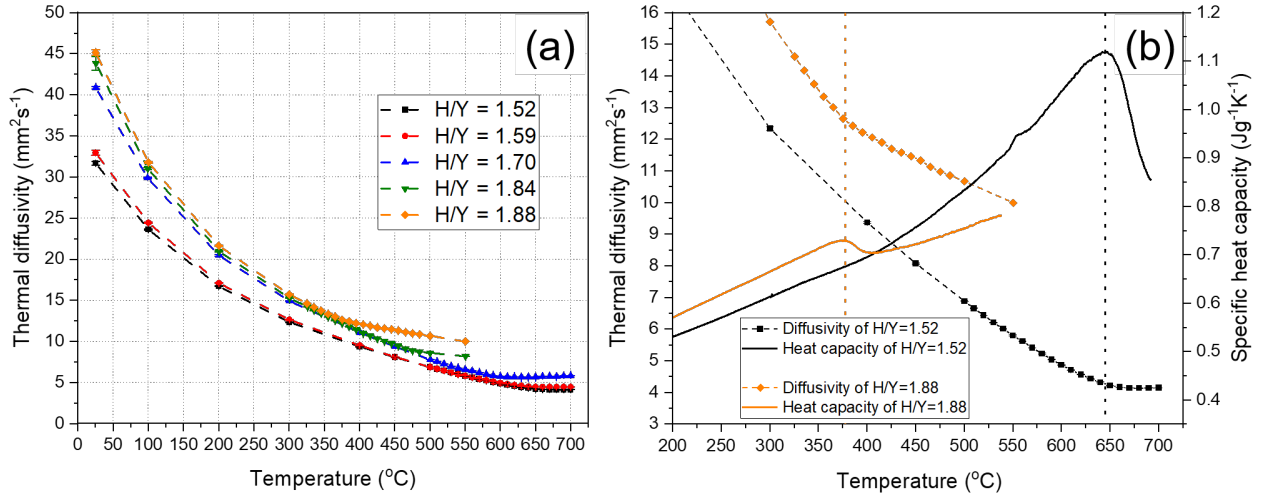 (a)
Thermal diffusivity (mm²s⁻¹)
50
45
40
35
30
25
20
15
10
5
0
H/Y = 1.52
H/Y = 1.59
H/Y = 1.70
H/Y = 1.84
H/Y = 1.88
0 50 100 150 200 250 300 350 400 450 500 550 600 650 700
Temperature (°C)
(b)
Thermal diffusivity (mm²s⁻¹)
16
15
14
13
12
11
10
9
8
7
6
5
4
3
Diffusivity of H/Y=1.52
Heat capacity of H/Y=1.52
Diffusivity of H/Y=1.88
Heat capacity of H/Y=1.88
200 250 300 350 400 450 500 550 600 650 700
Temperature (°C)
1.2
1.1
1.0
0.9
0.8
0.7
0.6
0.5
0.4
Specific heat capacity (Jg⁻¹K⁻¹)